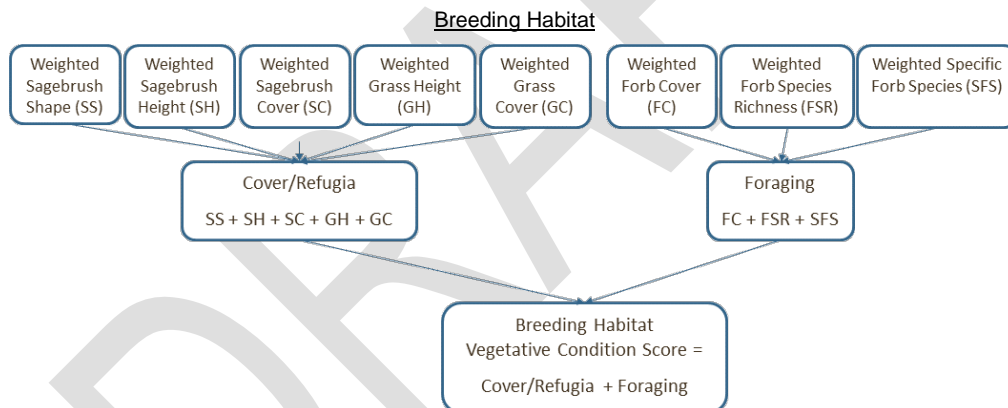 Breeding Habitat
Weighted
Sagebrush
Shape (SS)
Weighted
Sagebrush
Height (SH)
Weighted
Sagebrush
Cover (SC)
Weighted
Grass Height
(GH)
Weighted
Grass
Cover (GC)
Weighted
Forb Cover
(FC)
Weighted
Forb Species
Richness (FSR)
Weighted Specific
Forb Species (SFS)
Cover/Refugia
SS + SH + SC + GH + GC
Foraging
FC + FSR + SFS
Breeding Habitat
Vegetative Condition Score =
Cover/Refugia + Foraging